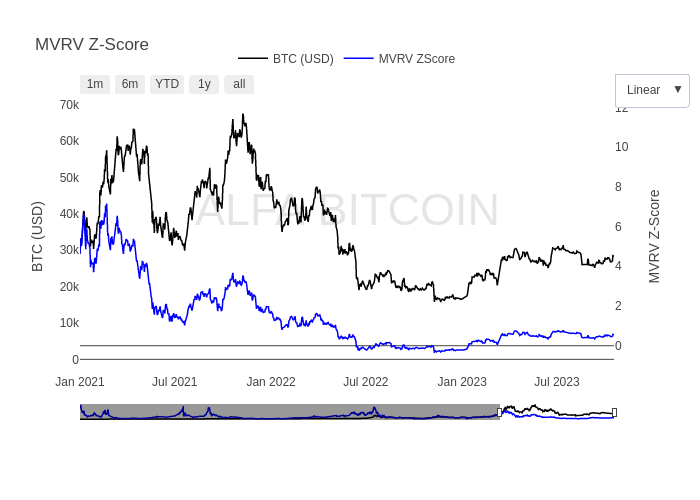 MVRV Z-Score
BTC (USD) MVRV ZScore
1m 6m YTD 1y all
Linear ▼
70k
60k
50k
40k
30k
20k
10k
0
BTC (USD)
ALFA BITCOIN
12
10
8
6
4
2
0
MVRV Z-Score
Jan 2021 Jul 2021 Jan 2022 Jul 2022 Jan 2023 Jul 2023